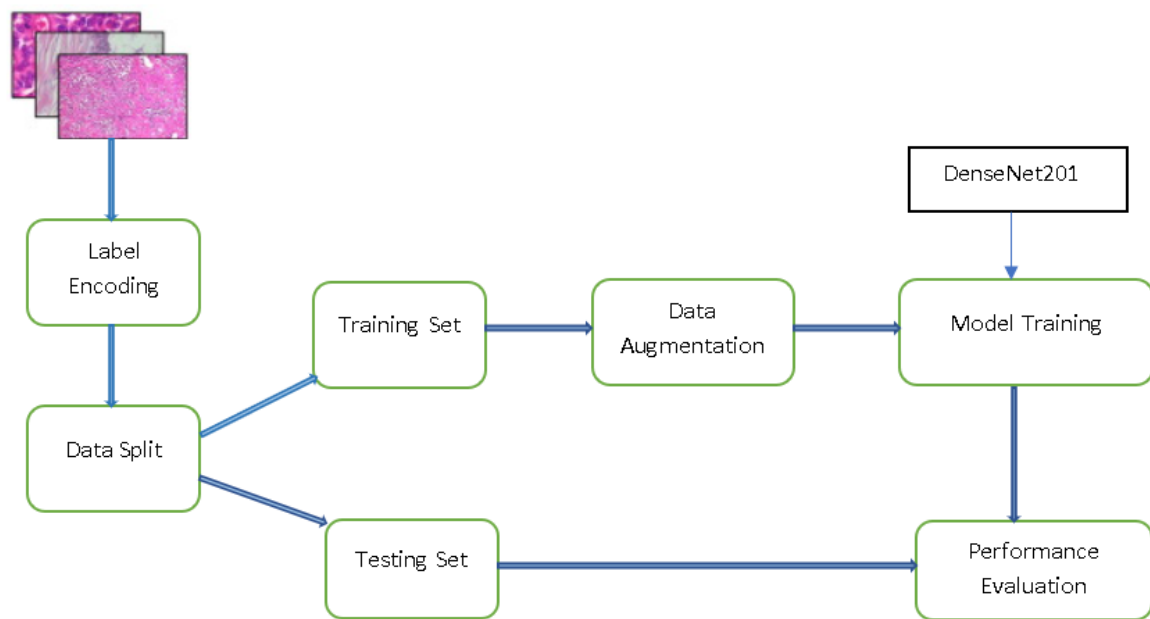 DenseNet201
Label
Encoding
Training Set
Data
Augmentation
Model Training
Data Split
Testing Set
Performance
Evaluation